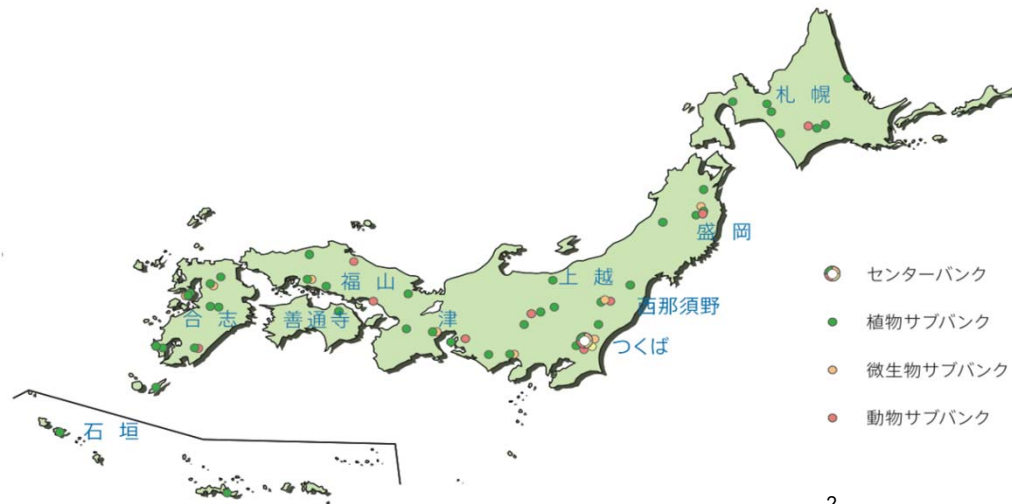 札幌
盛岡
上越
福山
西那須野
合志
善通寺
津
つくば
石垣
センターバンク
植物サブバンク
微生物サブバンク
動物サブバンク
2